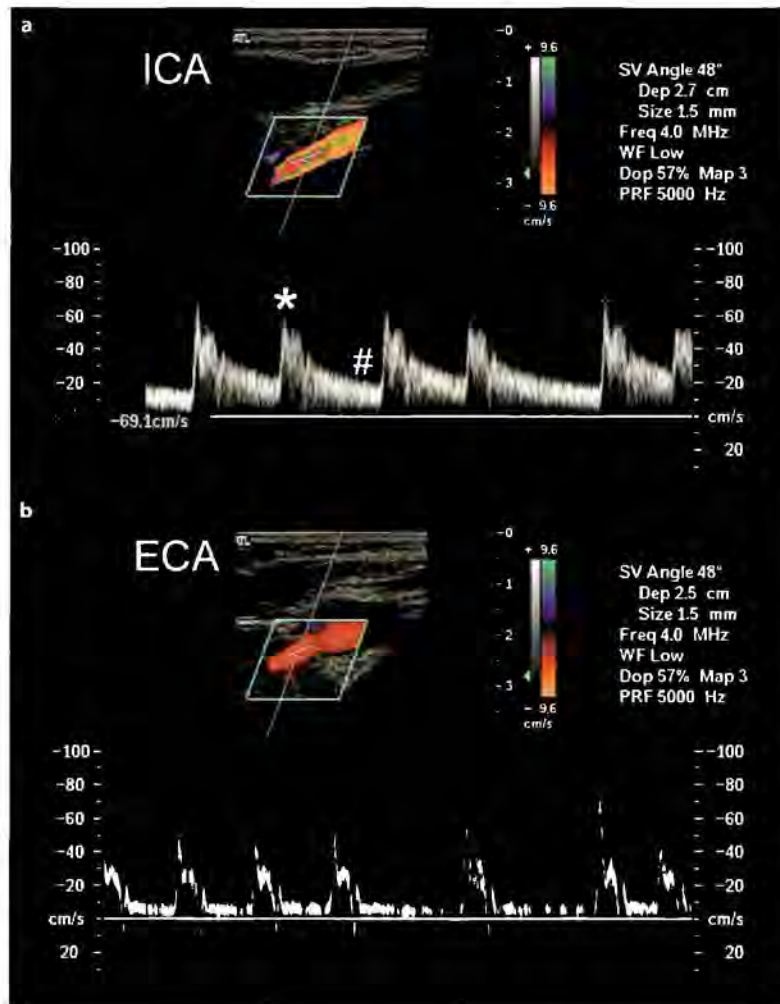 a
ICA
-0
+ 9.6
-1
-2
-3
- 9.6
cm/s
SV Angle 48°
Dep 2.7 cm
Size 1.5 mm
Freq 4.0 MHz
WF Low
Dop 57% Map 3
PRF 5000 Hz
-100 - - -100
-80 - - -80
* 
-60 - - -60
-40 - # - -40
-20 - - -20
-69.1cm/s
- cm/s
20
b
ECA
-0
+ 9.6
-1
-2
-3
- 9.6
cm/s
SV Angle 48°
Dep 2.5 cm
Size 1.5 mm
Freq 4.0 MHz
WF Low
Dop 57% Map 3
PRF 5000 Hz
-100 - - -100
-80 - - -80
-60 - - -60
-40 - - -40
-20 - - -20
cm/s - - cm/s
20 - - 20